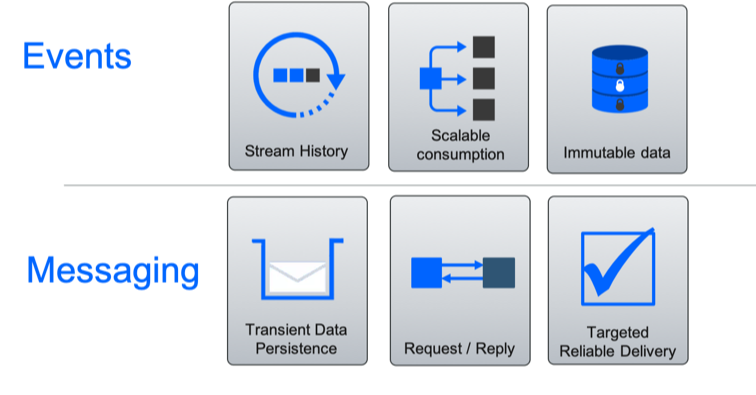 Events
Stream History
Scalable
consumption
Immutable data
Messaging
Transient Data
Persistence
Request / Reply
Targeted
Reliable Delivery